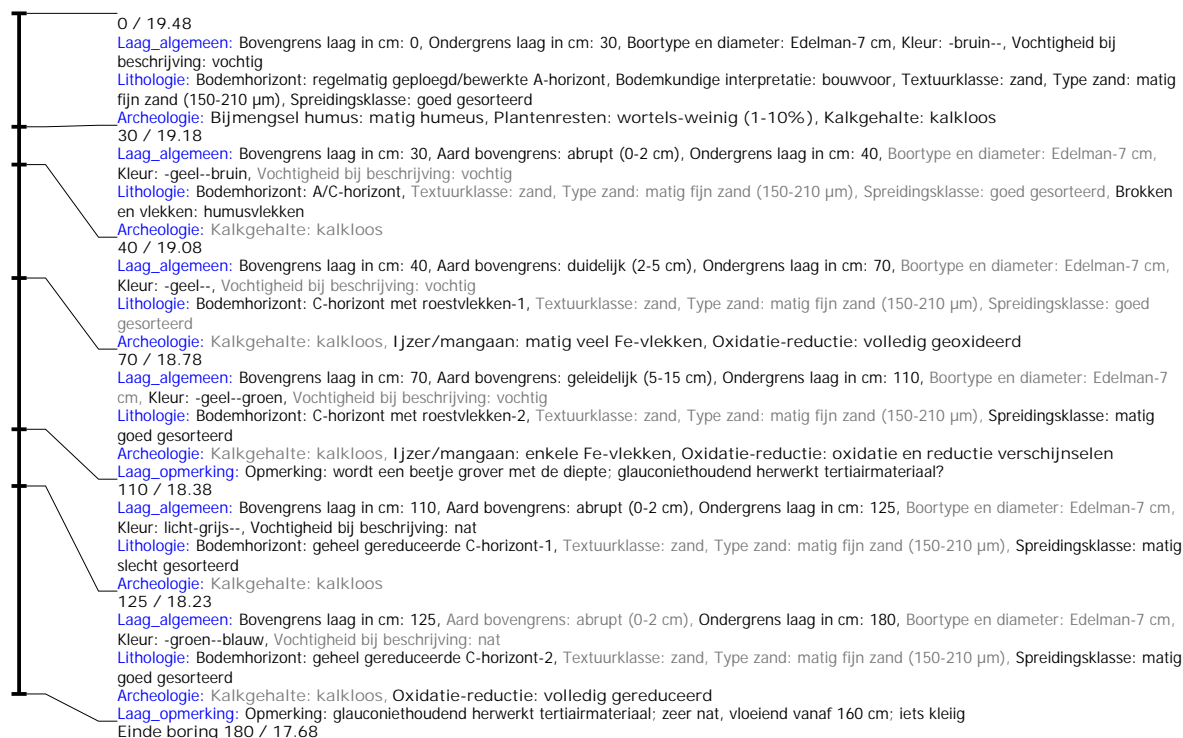 0 / 19.48
Laag_algemeen: Bovengrens laag in cm: 0, Ondergrens laag in cm: 30, Boortype en diameter: Edelman-7 cm, Kleur: -bruin--, Vochtigheid bij
beschrijving: vochtig
Lithologie: Bodemhorizont: regelmatig geploegd/bewerkte A-horizont, Bodemkundige interpretatie: bouwvoor, Textuurklasse: zand, Type zand: matig
fijn zand (150-210 µm), Spreidingsklasse: goed gesorteerd
Archeologie: Bijmengsel humus: matig humeus, Plantenresten: wortels-weinig (1-10%), Kalkgehalte: kalkloos
30 / 19.18
Laag_algemeen: Bovengrens laag in cm: 30, Aard bovengrens: abrupt (0-2 cm), Ondergrens laag in cm: 40, Boortype en diameter: Edelman-7 cm,
Kleur: -geel--bruin, Vochtigheid bij beschrijving: vochtig
Lithologie: Bodemhorizont: A/C-horizont, Textuurklasse: zand, Type zand: matig fijn zand (150-210 µm), Spreidingsklasse: goed gesorteerd, Brokken
en vlekken: humusvlekken
Archeologie: Kalkgehalte: kalkloos
40 / 19.08
Laag_algemeen: Bovengrens laag in cm: 40, Aard bovengrens: duidelijk (2-5 cm), Ondergrens laag in cm: 70, Boortype en diameter: Edelman-7 cm,
Kleur: -geel--, Vochtigheid bij beschrijving: vochtig
Lithologie: Bodemhorizont: C-horizont met roestvlekken-1, Textuurklasse: zand, Type zand: matig fijn zand (150-210 µm), Spreidingsklasse: goed
gesorteerd
Archeologie: Kalkgehalte: kalkloos, Ijzer/mangaan: matig veel Fe-vlekken, Oxidatie-reductie: volledig geoxideerd
70 / 18.78
Laag_algemeen: Bovengrens laag in cm: 70, Aard bovengrens: geleidelijk (5-15 cm), Ondergrens laag in cm: 110, Boortype en diameter: Edelman-7
cm, Kleur: -geel--groen, Vochtigheid bij beschrijving: vochtig
Lithologie: Bodemhorizont: C-horizont met roestvlekken-2, Textuurklasse: zand, Type zand: matig fijn zand (150-210 µm), Spreidingsklasse: matig
goed gesorteerd
Archeologie: Kalkgehalte: kalkloos, Ijzer/mangaan: enkele Fe-vlekken, Oxidatie-reductie: oxidatie en reductie verschijnselen
Laag_opmerking: Opmerking: wordt een beetje grover met de diepte; glauconiethoudend herwerkt tertiairmateriaal?
110 / 18.38
Laag_algemeen: Bovengrens laag in cm: 110, Aard bovengrens: abrupt (0-2 cm), Ondergrens laag in cm: 125, Boortype en diameter: Edelman-7 cm,
Kleur: licht-grijs--, Vochtigheid bij beschrijving: nat
Lithologie: Bodemhorizont: geheel gereduceerde C-horizont-1, Textuurklasse: zand, Type zand: matig fijn zand (150-210 µm), Spreidingsklasse: matig
slecht gesorteerd
Archeologie: Kalkgehalte: kalkloos
125 / 18.23
Laag_algemeen: Bovengrens laag in cm: 125, Aard bovengrens: abrupt (0-2 cm), Ondergrens laag in cm: 180, Boortype en diameter: Edelman-7 cm,
Kleur: -groen--blauw, Vochtigheid bij beschrijving: nat
Lithologie: Bodemhorizont: geheel gereduceerde C-horizont-2, Textuurklasse: zand, Type zand: matig fijn zand (150-210 µm), Spreidingsklasse: matig
goed gesorteerd
Archeologie: Kalkgehalte: kalkloos, Oxidatie-reductie: volledig gereduceerd
Laag_opmerking: Opmerking: glauconiethoudend herwerkt tertiairmateriaal; zeer nat, vloeiend vanaf 160 cm; iets kleiig
Einde boring 180 / 17.68